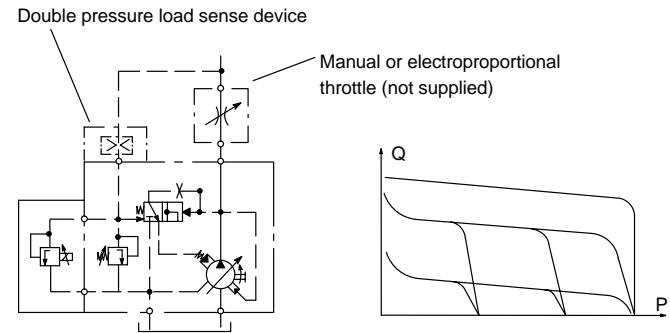 Double pressure load sense device
Manual or electroproportional
throttle (not supplied)
Q
P